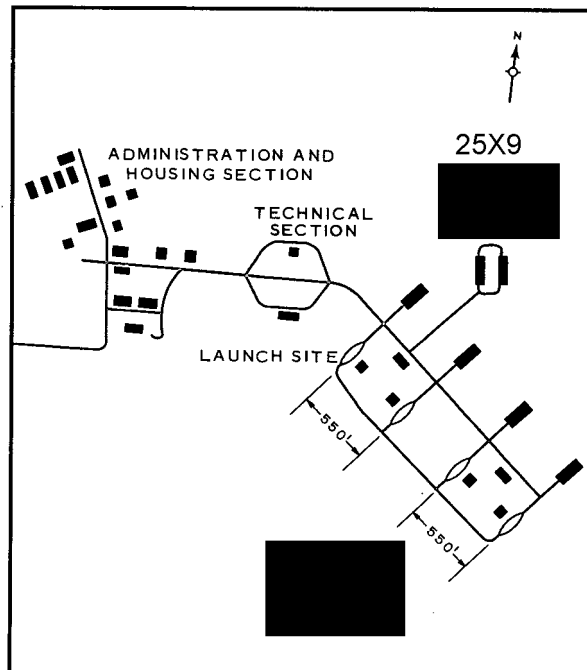 N
25X9
ADMINISTRATION AND
HOUSING SECTION
TECHNICAL
SECTION
LAUNCH SITE
550'
550'